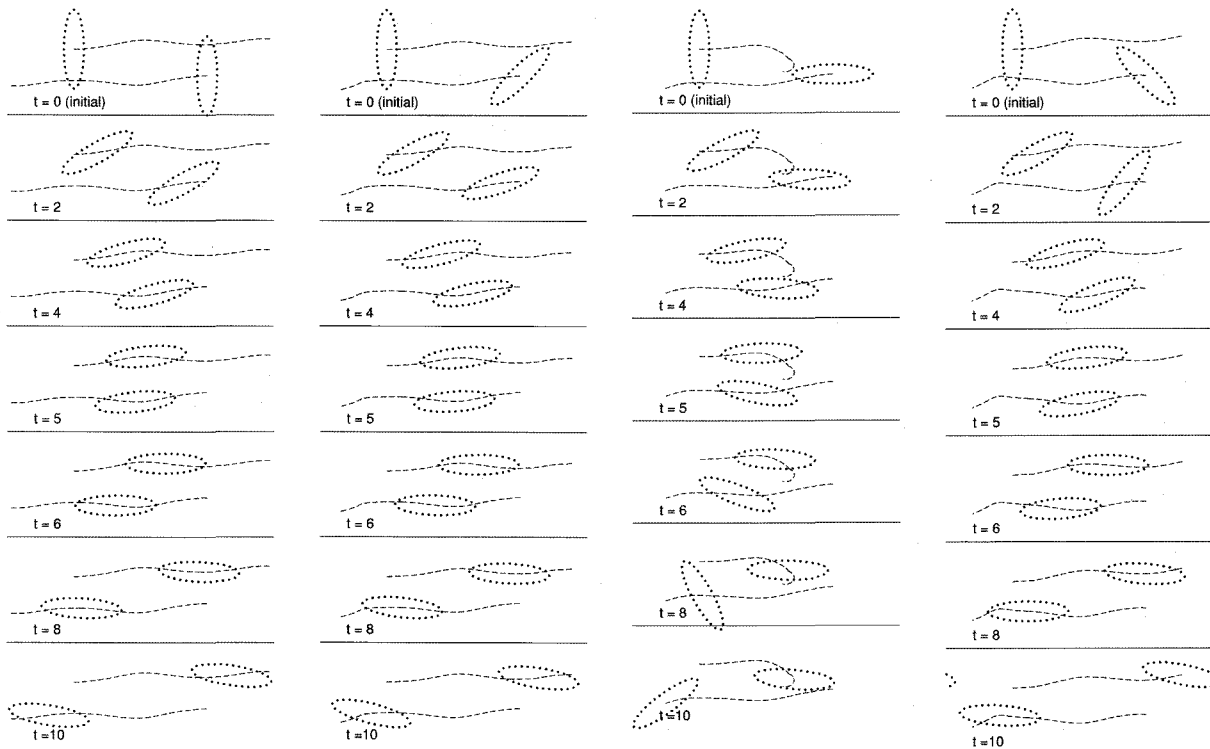 t = 0 (initial)
t = 0 (initial)
t = 0 (initial)
t = 0 (initial)
t = 2
t = 2
t = 2
t = 2
t = 4
t = 4
t = 4
t = 4
t = 5
t = 5
t = 5
t = 5
t = 6
t = 6
t = 6
t = 6
t = 8
t = 8
t = 8
t = 8
t =10
t =10
t =10
t =10